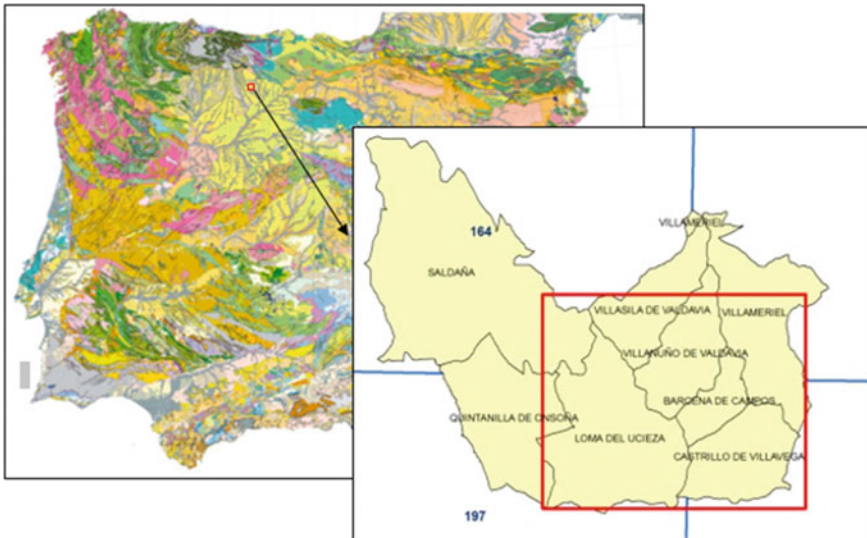 VILLAMERIEL
164
SALDAÑA
VILLASILA DE VALDAVIA
VILLAMERIEL
VILLANUÑO DE VALDAVIA
BARCENA DE CAMPOS
QUINTANILLA DE ONSOÑA
LOMA DEL UCIEZA
CASTRILLO DE VILLAVEGA
197